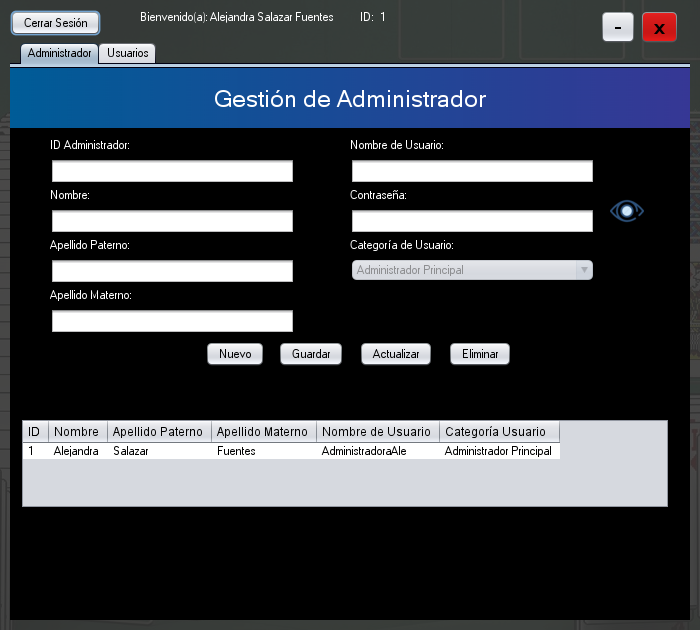 Cerrar Sesión
Bienvenido(a): Alejandra Salazar Fuentes ID: 1
-
x
Administrador Usuarios
Gestión de Administrador
ID Administrador: Nombre de Usuario:
Nombre: Contraseña:
Apellido Paterno: Categoría de Usuario:
Administrador Principal
Apellido Materno:
Nuevo Guardar Actualizar Eliminar
ID Nombre Apellido Paterno Apellido Materno Nombre de Usuario Categoría Usuario
1 Alejandra Salazar Fuentes AdministradoraAle Administrador Principal